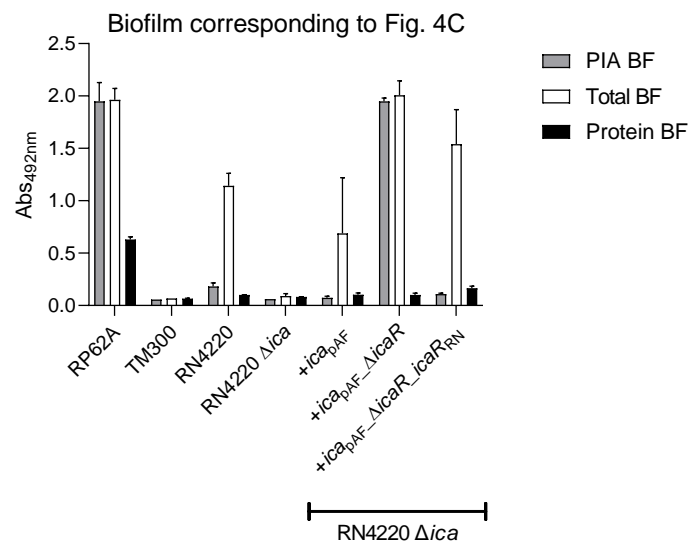 Biofilm corresponding to Fig. 4C
2.5
2.0
1.5
1.0
0.5
0.0
Abs492nm
PIA BF
Total BF
Protein BF
RP62A
TM300
RN4220
RN4220 Δica
+icapAF
+icapAF_ΔicaR
+icapAF_ΔicaR_icaRRN
RN4220 Δica